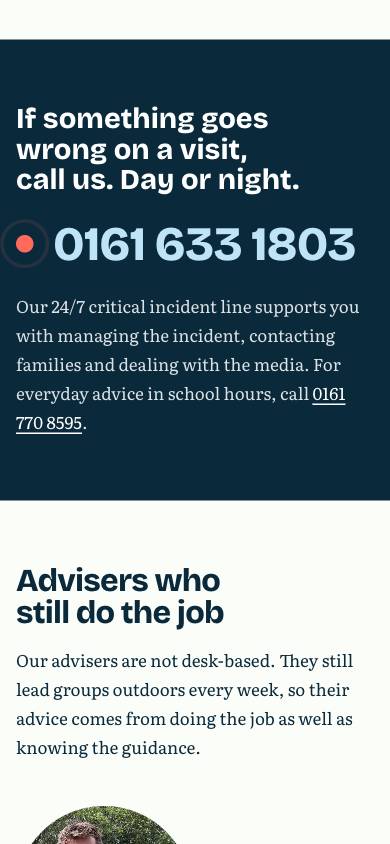 If something goes
wrong on a visit,
call us. Day or night.
0161 633 1803
Our 24/7 critical incident line supports you
with managing the incident, contacting
families and dealing with the media. For
everyday advice in school hours, call 0161
770 8595.
Advisers who
still do the job
Our advisers are not desk-based. They still
lead groups outdoors every week, so their
advice comes from doing the job as well as
knowing the guidance.